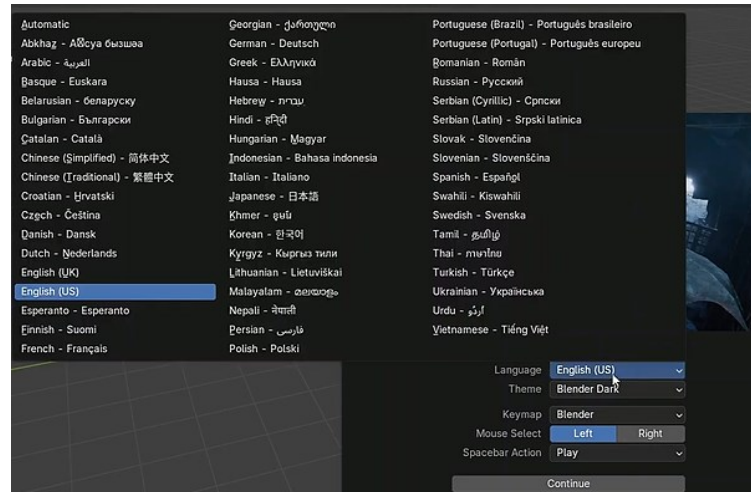 Automatic
Abkhaz - Аҧсуа бызшәа
Arabic - العربية
Basque - Euskara
Belarusian - беларуску
Bulgarian - Български
Catalan - Català
Chinese (Simplified) - 简体中文
Chinese (Traditional) - 繁體中文
Croatian - Hrvatski
Czech - Čeština
Danish - Dansk
Dutch - Nederlands
English (UK)
English (US)
Esperanto - Esperanto
Finnish - Suomi
French - Français
Georgian - ქართული
German - Deutsch
Greek - Ελληνικά
Hausa - Hausa
Hebrew - עברית
Hindi - हिन्दी
Hungarian - Magyar
Indonesian - Bahasa indonesia
Italian - Italiano
Japanese - 日本語
Khmer - ខ្មែរ
Korean - 한국어
Kyrgyz - Кыргыз тили
Lithuanian - Lietuviškai
Malayalam - മലയാളം
Nepali - नेपाली
Persian - فارسی
Polish - Polski
Portuguese (Brazil) - Português brasileiro
Portuguese (Portugal) - Português europeu
Romanian - Román
Russian - Русский
Serbian (Cyrillic) - Српски
Serbian (Latin) - Srpski latinica
Slovak - Slovenčina
Slovenian - Slovenščina
Spanish - Español
Swahili - Kiswahili
Swedish - Svenska
Tamil - தமிழ்
Thai - ภาษาไทย
Turkish - Türkçe
Ukrainian - Українська
Urdu - اُردُو
Vietnamese - Tiếng Việt
Language English (US)
Theme Blender Dark
Keymap Blender
Mouse Select Left Right
Spacebar Action Play
Continue